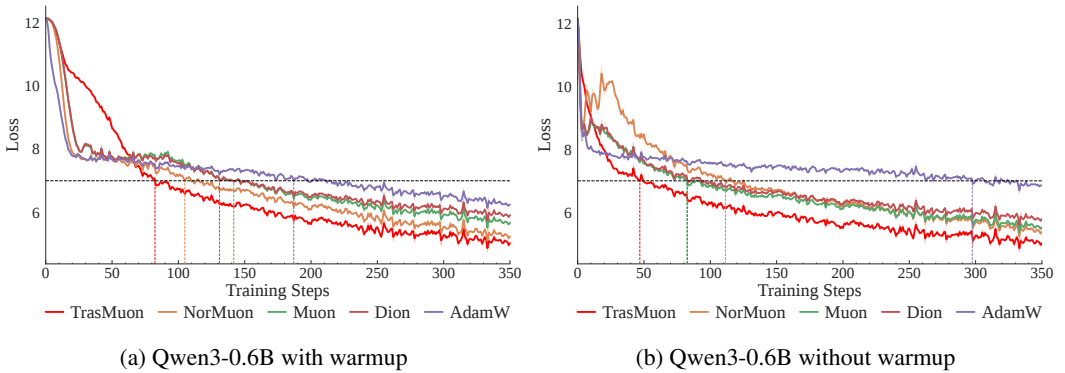 12
10
8
6
Loss
0 50 100 150 200 250 300 350
Training Steps
TrasMuon NorMuon Muon Dion AdamW
(a) Qwen3-0.6B with warmup
12
10
8
6
Loss
0 50 100 150 200 250 300 350
Training Steps
TrasMuon NorMuon Muon Dion AdamW
(b) Qwen3-0.6B without warmup